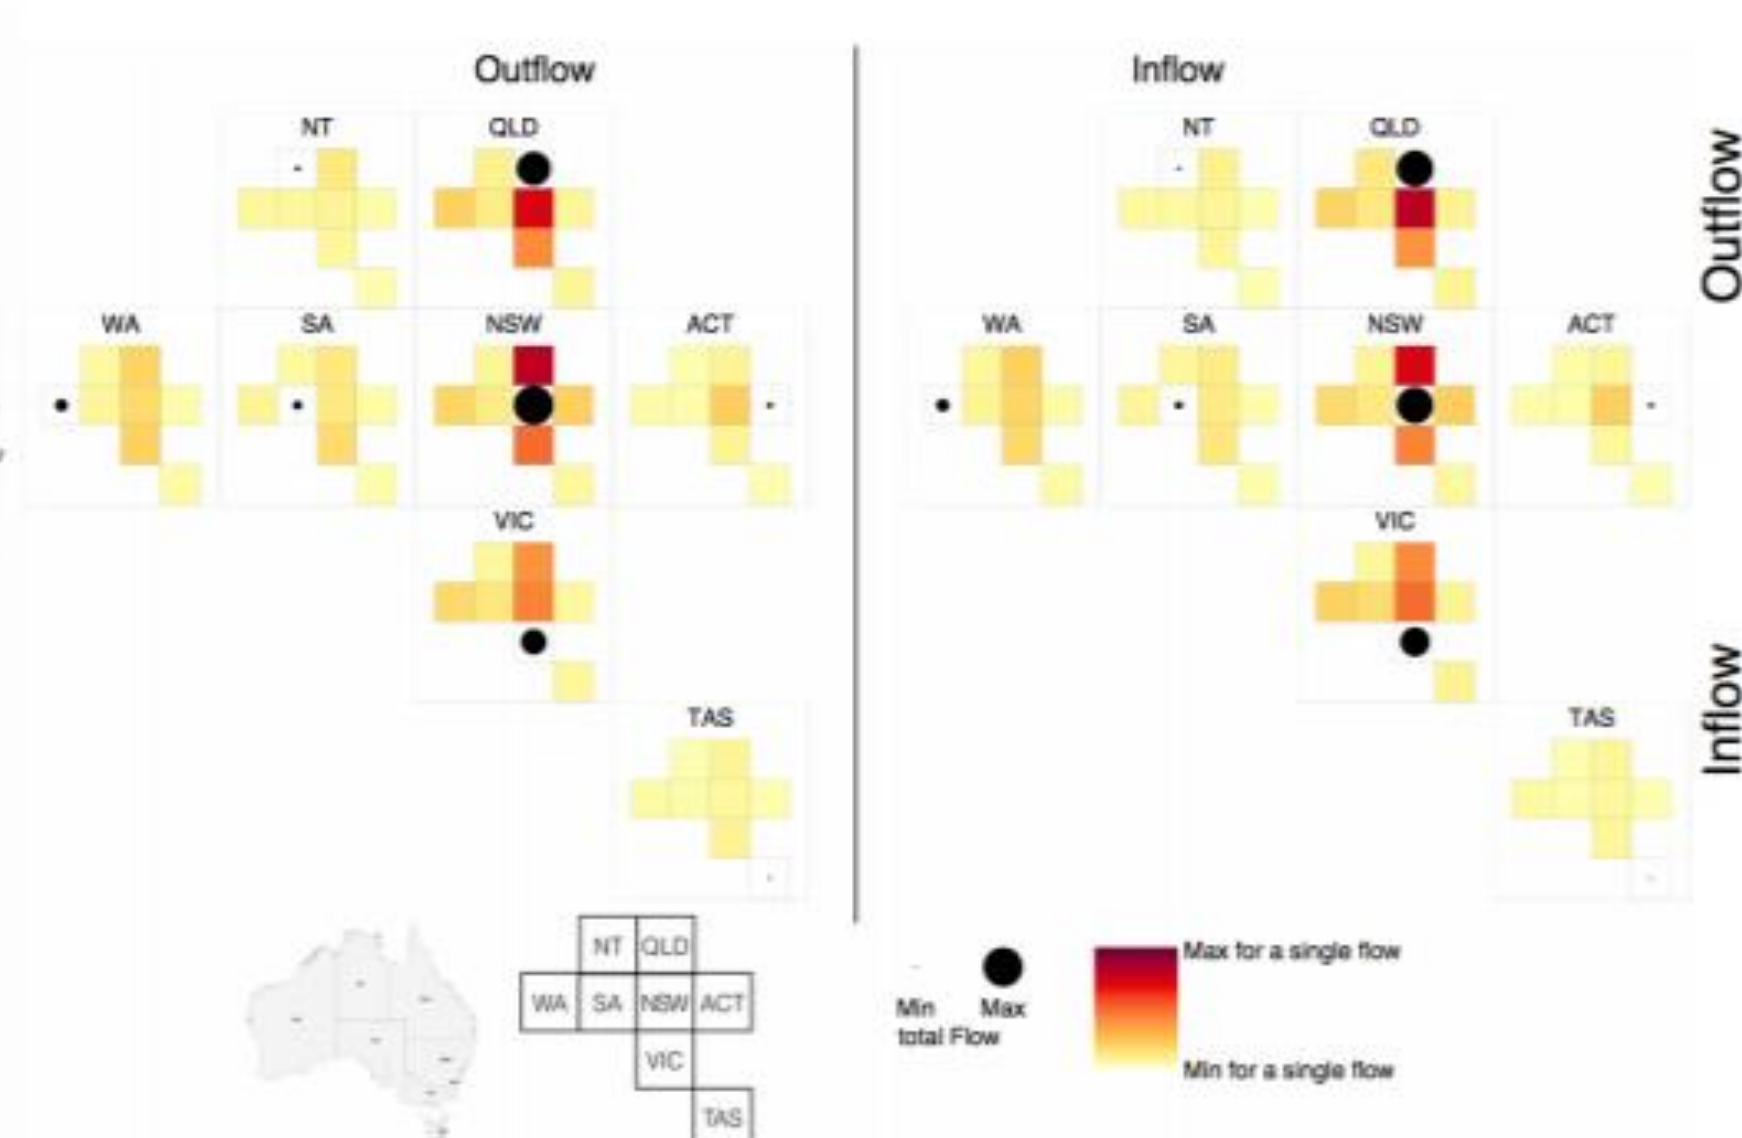 Outflow
Inflow
NT
QLD
NT
QLD
Outflow
WA
SA
NSW
ACT
WA
SA
NSW
ACT
VIC
VIC
Inflow
TAS
TAS
NT QLD
WA SA NSW ACT
VIC
TAS
Min Max
total Flow
Max for a single flow
Min for a single flow